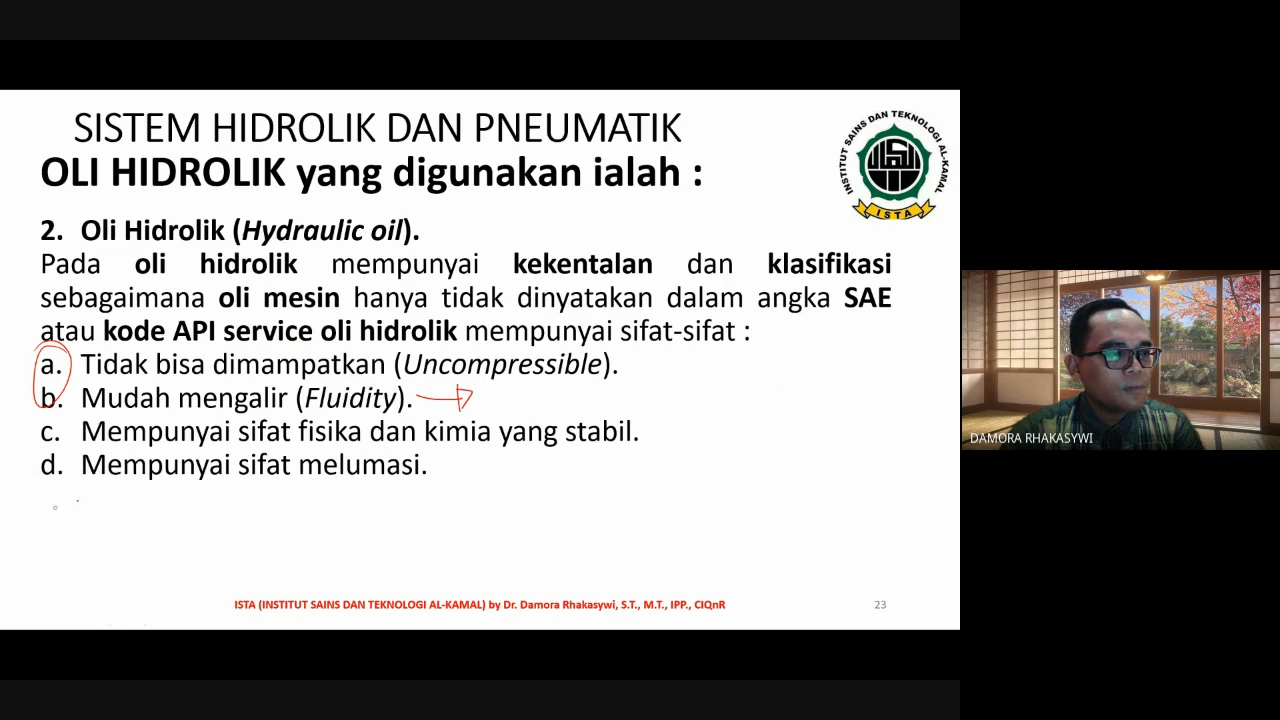 SISTEM HIDROLIK DAN PNEUMATIK
OLI HIDROLIK yang digunakan ialah :
INSTITUT SAINS DAN TEKNOLOGI AL-KAMAL
ISTA
2. Oli Hidrolik (Hydraulic oil).
Pada oli hidrolik mempunyai kekentalan dan klasifikasi
sebagaimana oli mesin hanya tidak dinyatakan dalam angka SAE
atau kode API service oli hidrolik mempunyai sifat-sifat :
a. Tidak bisa dimampatkan (Uncompressible).
b. Mudah mengalir (Fluidity).
c. Mempunyai sifat fisika dan kimia yang stabil.
d. Mempunyai sifat melumasi.
ISTA (INSTITUT SAINS DAN TEKNOLOGI AL-KAMAL) by Dr. Damora Rhakasywi, S.T., M.T., IPP., CIQnR
23
DAMORA RHAKASYWI